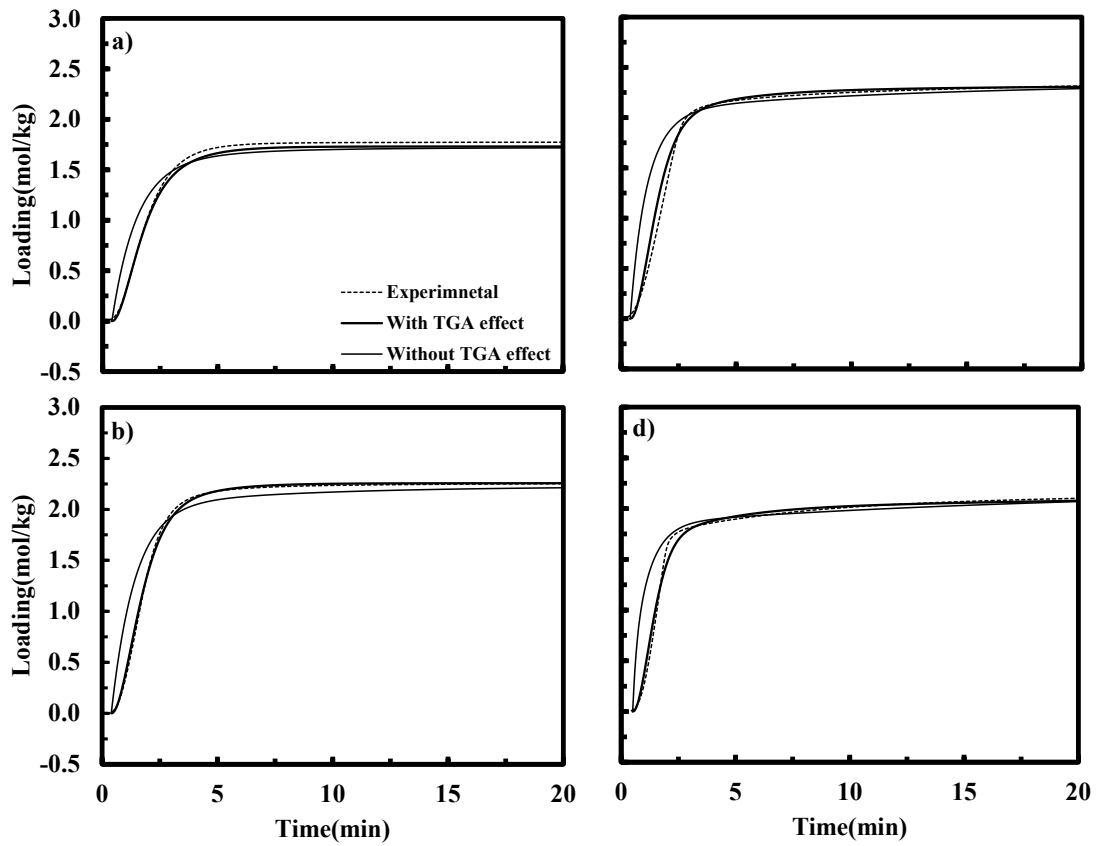 3.0
a)
2.5
2.0
1.5
1.0
0.5
0.0
-0.5
Loading(mol/kg)
Experimnetal
With TGA effect
Without TGA effect
3.0
b)
2.5
2.0
1.5
1.0
0.5
0.0
-0.5
Loading(mol/kg)
0 5 10 15 20
Time(min)
d)
0 5 10 15 20
Time(min)